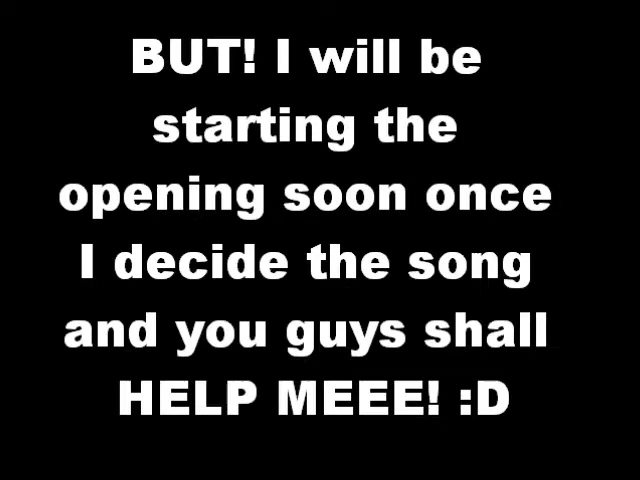 BUT! I will be
starting the
opening soon once
I decide the song
and you guys shall
HELP MEEE! :D